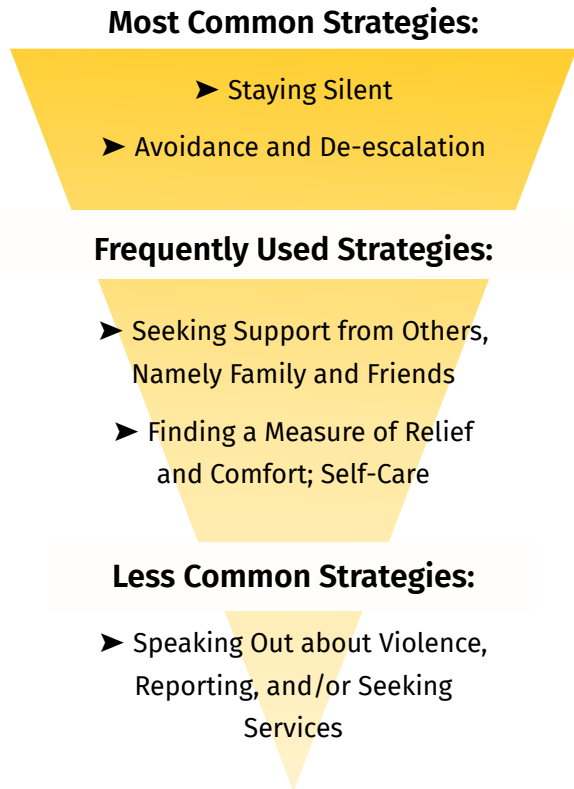 Most Common Strategies:
➤ Staying Silent
➤ Avoidance and De-escalation
Frequently Used Strategies:
➤ Seeking Support from Others,
Namely Family and Friends
➤ Finding a Measure of Relief
and Comfort; Self-Care
Less Common Strategies:
➤ Speaking Out about Violence,
Reporting, and/or Seeking
Services